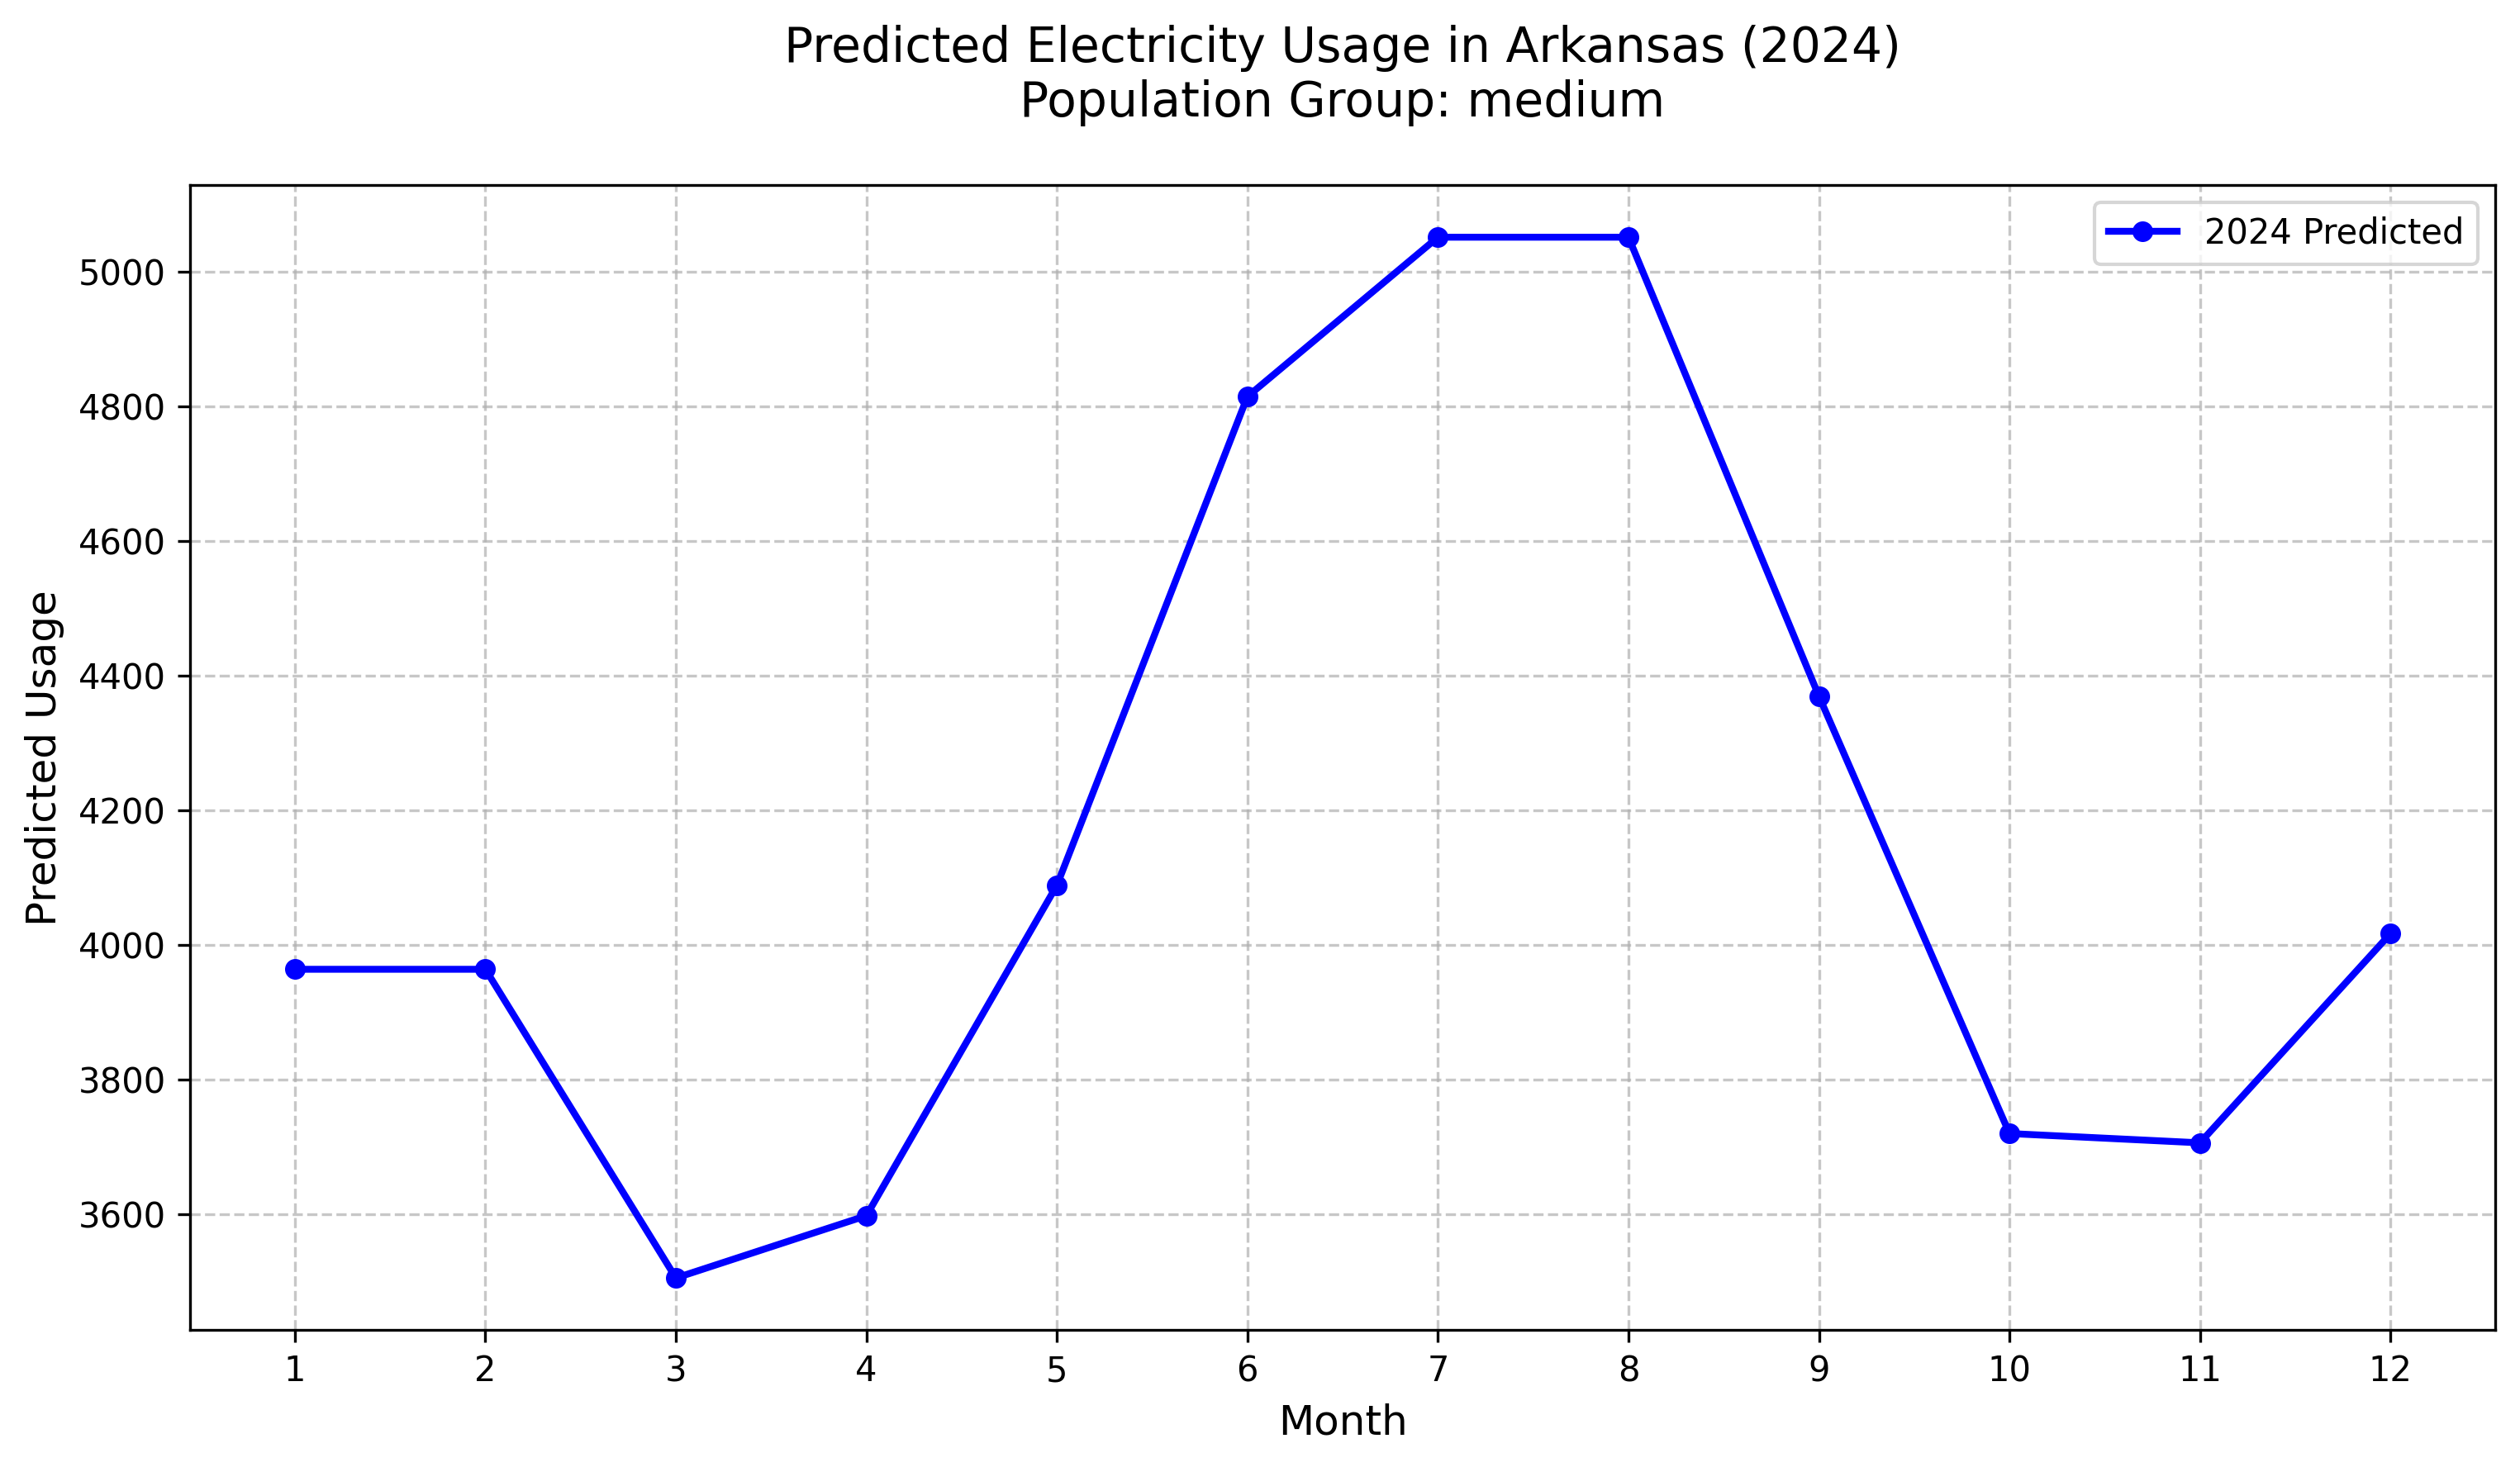 Predicted Electricity Usage in Arkansas (2024)
Population Group: medium
2024 Predicted
Predicted Usage
5000
4800
4600
4400
4200
4000
3800
3600
1 2 3 4 5 6 7 8 9 10 11 12
Month